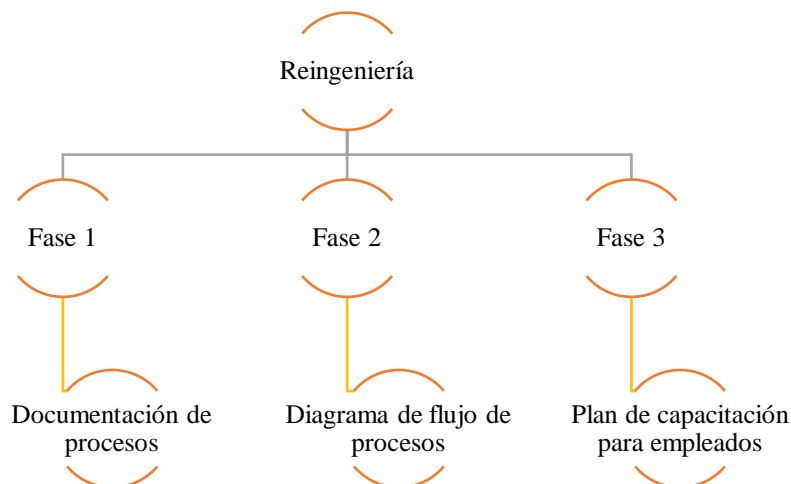 Reingeniería
Fase 1
Fase 2
Fase 3
Documentación de
procesos
Diagrama de flujo de
procesos
Plan de capacitación
para empleados